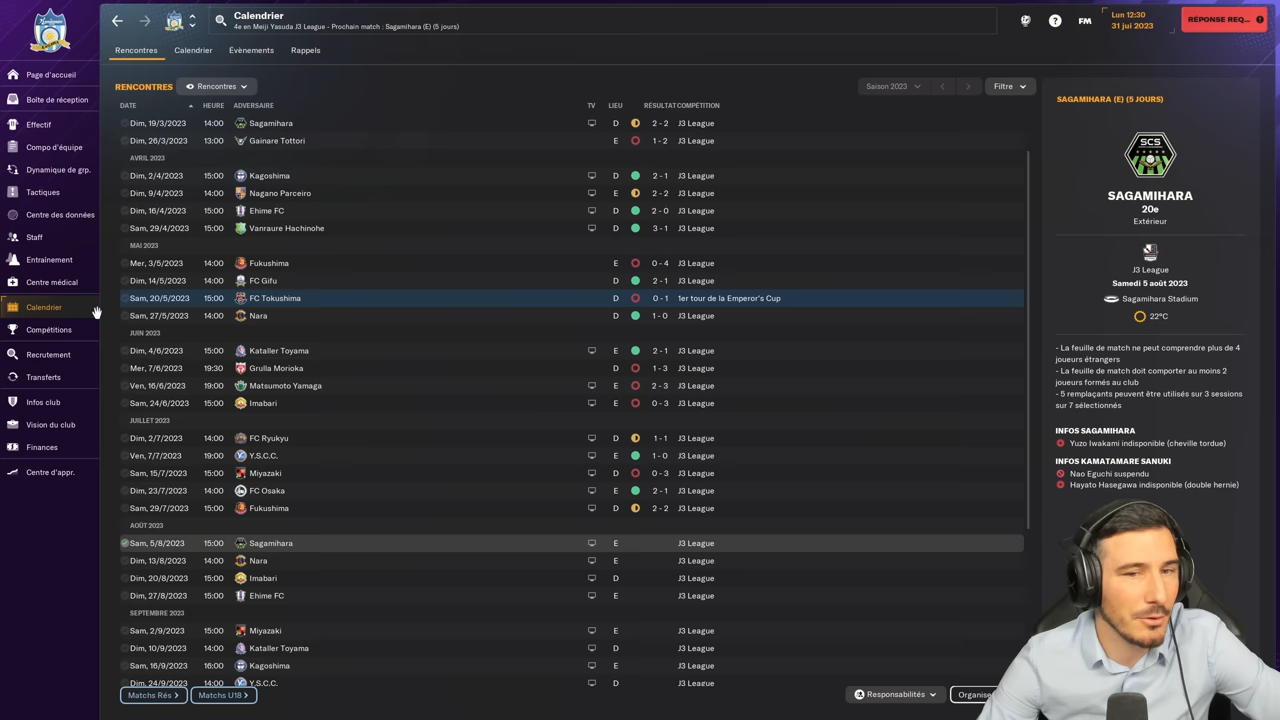 Calendrier
4e en Meiji Yasuda J3 League - Prochain match : Sagamihara (E) (5 jours)
FM
Lun 12:30
31 jui 2023
RÉPONSE REQ...
Rencontres Calendrier Évènements Rappels
Page d'accueil
Boîte de réception
Effectif
Compo d'équipe
Dynamique de grp.
Tactiques
Centre des données
Staff
Entraînement
Centre médical
Calendrier
Compétitions
Recrutement
Transferts
Infos club
Vision du club
Finances
Centre d'appr.
RENCONTRES Rencontres Saison 2023 Filtre
DATE HEURE ADVERSAIRE TV LIEU RÉSULTAT COMPÉTITION
Dim, 19/3/2023 14:00 Sagamihara D 2 - 2 J3 League
Dim, 26/3/2023 13:00 Gainare Tottori E 1 - 2 J3 League
AVRIL 2023
Dim, 2/4/2023 15:00 Kagoshima D 2 - 1 J3 League
Dim, 9/4/2023 14:00 Nagano Parceiro E 2 - 2 J3 League
Dim, 16/4/2023 15:00 Ehime FC D 2 - 0 J3 League
Sam, 29/4/2023 15:00 Vanraure Hachinohe D 3 - 1 J3 League
MAI 2023
Mer, 3/5/2023 14:00 Fukushima E 0 - 4 J3 League
Dim, 14/5/2023 14:00 FC Gifu D 2 - 1 J3 League
Sam, 20/5/2023 15:00 FC Tokushima D 0 - 1 1er tour de la Emperor's Cup
Sam, 27/5/2023 14:00 Nara D 1 - 0 J3 League
JUIN 2023
Dim, 4/6/2023 15:00 Kataller Toyama E 2 - 1 J3 League
Mer, 7/6/2023 19:30 Grulla Morioka D 1 - 3 J3 League
Ven, 16/6/2023 19:00 Matsumoto Yamaga E 2 - 3 J3 League
Sam, 24/6/2023 15:00 Imabari E 0 - 3 J3 League
JUILLET 2023
Dim, 2/7/2023 14:00 FC Ryukyu D 1 - 1 J3 League
Ven, 7/7/2023 19:00 Y.S.C.C. E 1 - 0 J3 League
Sam, 15/7/2023 15:00 Miyazaki D 0 - 3 J3 League
Dim, 23/7/2023 14:00 FC Osaka E 2 - 1 J3 League
Sam, 29/7/2023 15:00 Fukushima D 2 - 2 J3 League
AOÛT 2023
Sam, 5/8/2023 15:00 Sagamihara E J3 League
Dim, 13/8/2023 14:00 Nara E J3 League
Dim, 20/8/2023 15:00 Imabari D J3 League
Dim, 27/8/2023 15:00 Ehime FC E J3 League
SEPTEMBRE 2023
Sam, 2/9/2023 15:00 Miyazaki E J3 League
Dim, 10/9/2023 14:00 Kataller Toyama D J3 League
Sam, 16/9/2023 16:00 Kagoshima E J3 League
Dim, 24/9/2023 15:00 Y.S.C.C. D J3 League
Matchs Rés Matchs U18 Responsabilités Organise
SAGAMIHARA (E) (5 JOURS)
SCS
SAGAMIHARA
20e
Extérieur
J3 League
Samedi 5 août 2023
Sagamihara Stadium
22°C
- La feuille de match ne peut comprendre plus de 4
joueurs étrangers
- La feuille de match doit comporter au moins 2
joueurs formés au club
- 5 remplaçants peuvent être utilisés sur 3 sessions
sur 7 sélectionnés
INFOS SAGAMIHARA
Yuzo Iwakami indisponible (cheville tordue)
INFOS KAMATAMARE SANUKI
Nao Eguchi suspendu
Hayato Hasegawa indisponible (double hernie)